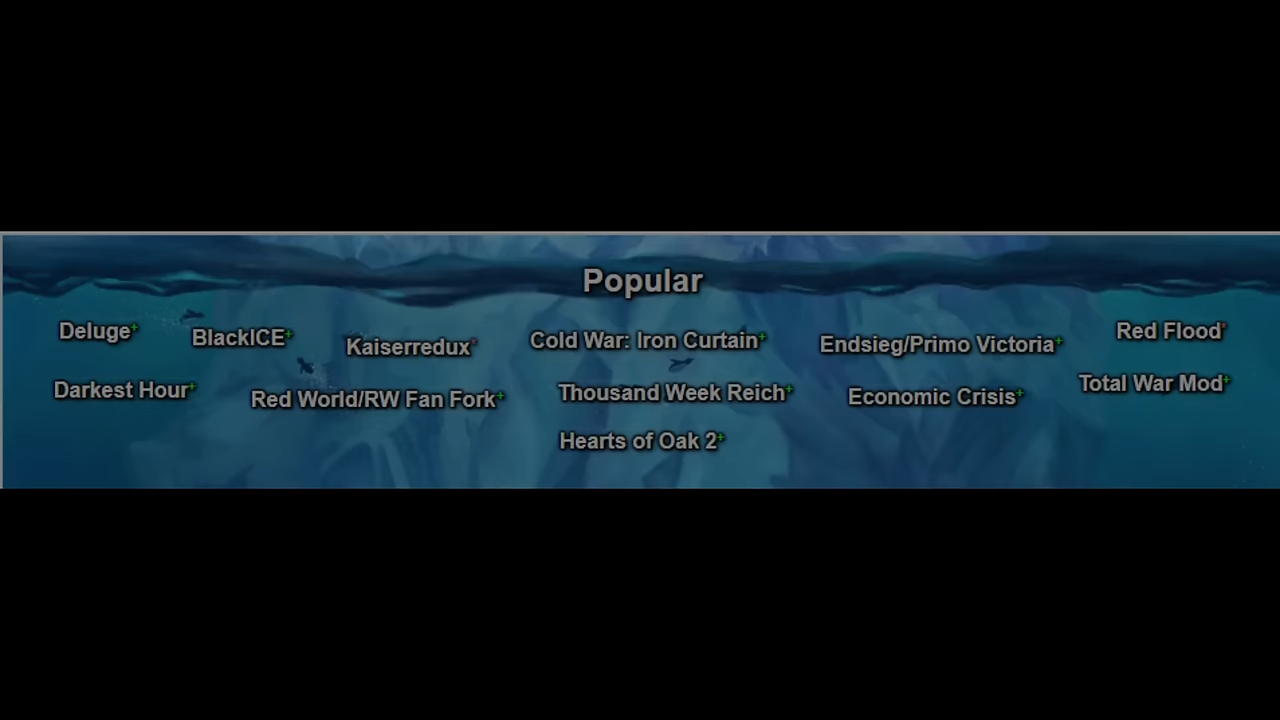 Popular
Deluge+
BlackICE+
Kaiserredux*
Cold War: Iron Curtain+
Endsieg/Primo Victoria+
Red Flood*
Darkest Hour+
Red World/RW Fan Fork+
Thousand Week Reich+
Economic Crisis+
Total War Mod+
Hearts of Oak 2+